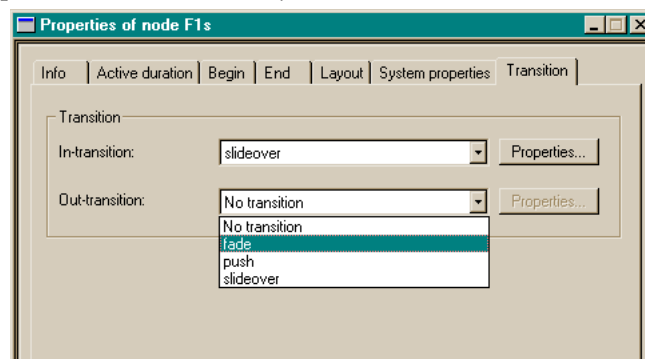 Properties of node F1s
Info Active duration Begin End Layout System properties Transition
Transition
In-transition: slideover Properties...
Out-transition: No transition Properties...
No transition
fade
push
slideover